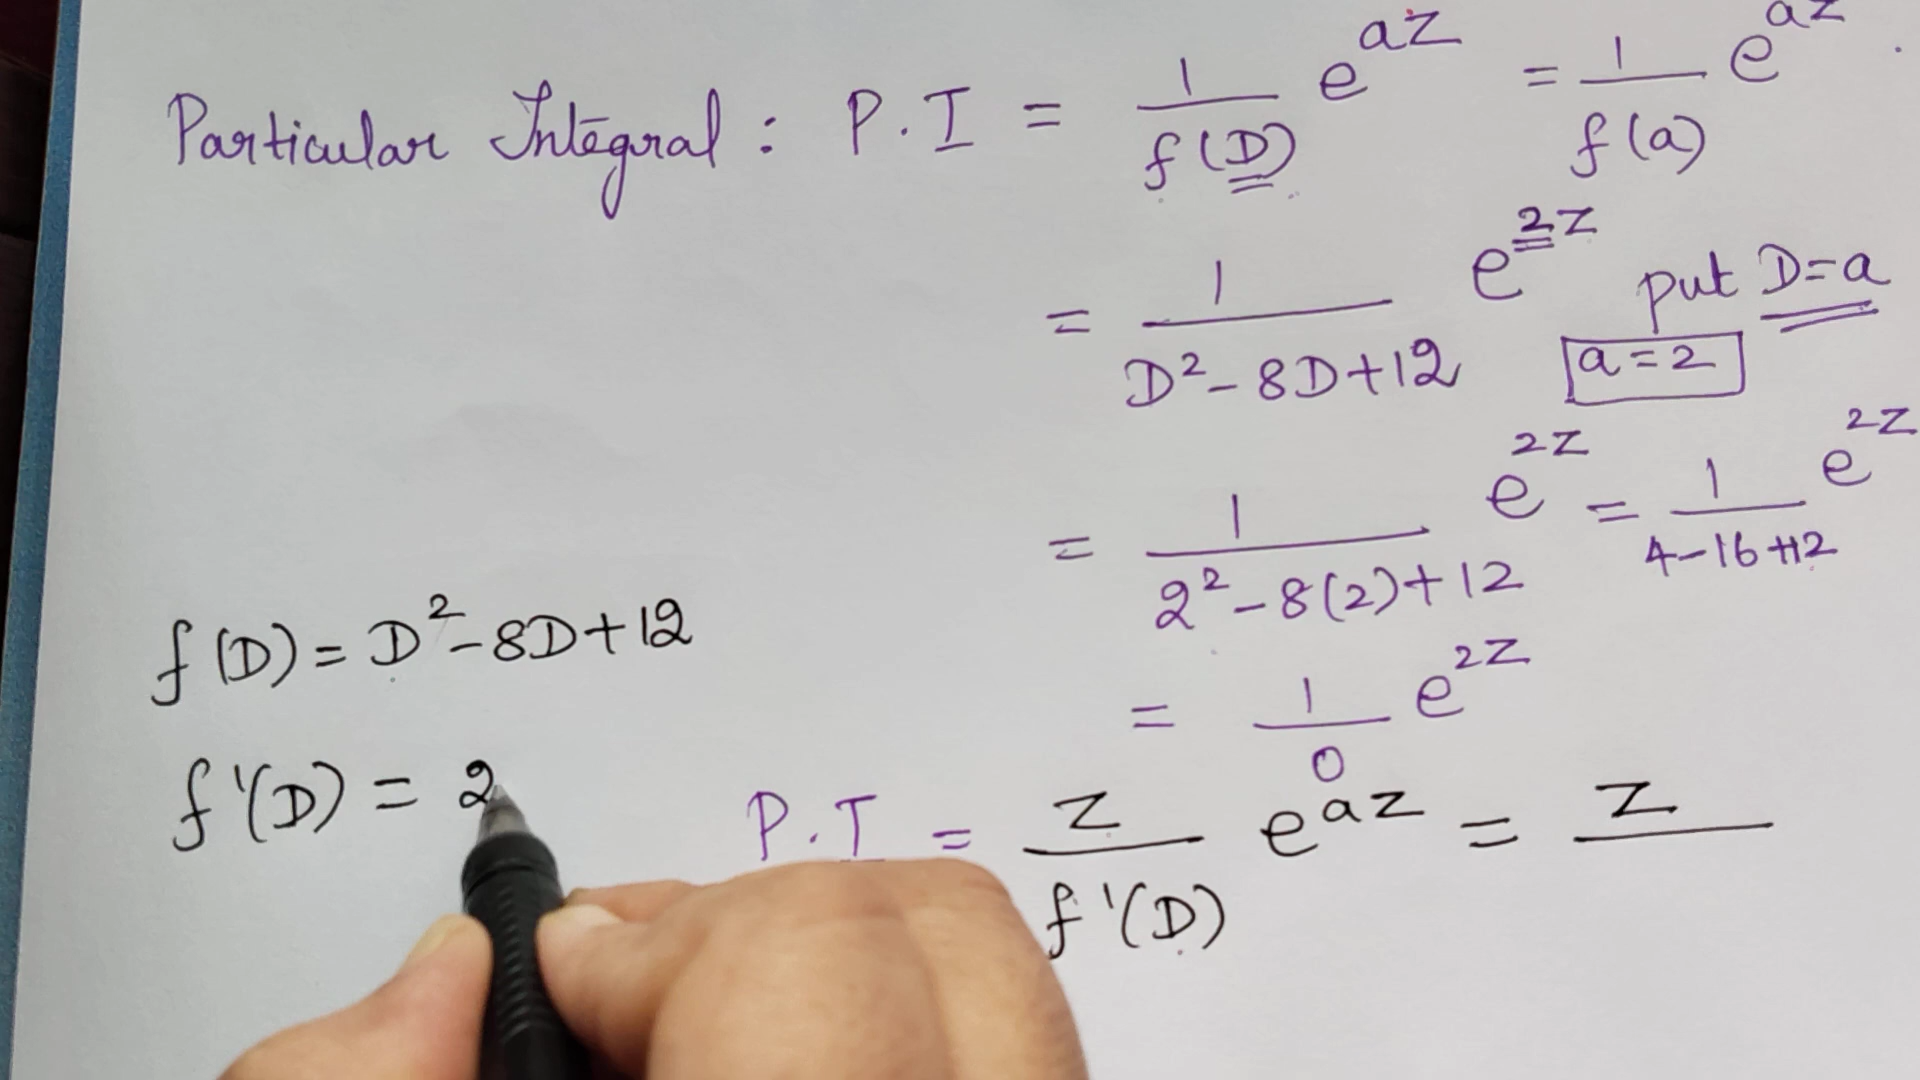 Particular Integral : P.I = 1/f(D) e^{az} = 1/f(a) e^{az}
= 1/(D²-8D+12) e^{2z} put D=a
a=2
= 1/(2²-8(2)+12) e^{2z} = 1/(4-16+12) e^{2z}
f(D) = D²-8D+12
= 1/0 e^{2z}
f'(D) = 2
P.I = z/f'(D) e^{az} = z/